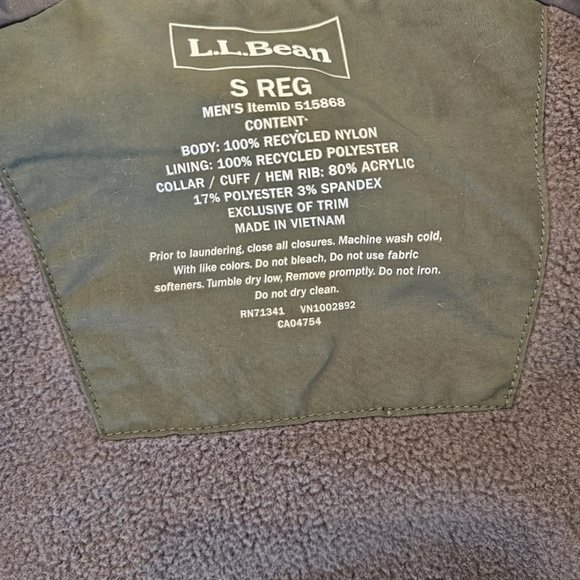 L.L.Bean
S REG
MEN'S ItemID 515868
CONTENT
BODY: 100% RECYCLED NYLON
LINING: 100% RECYCLED POLYESTER
COLLAR / CUFF / HEM RIB: 80% ACRYLIC
17% POLYESTER 3% SPANDEX
EXCLUSIVE OF TRIM
MADE IN VIETNAM
Prior to laundering, close all closures. Machine wash cold,
With like colors. Do not bleach, Do not use fabric
softeners. Tumble dry low, Remove promptly. Do not iron.
Do not dry clean.
RN71341 VN1002892
CA04754